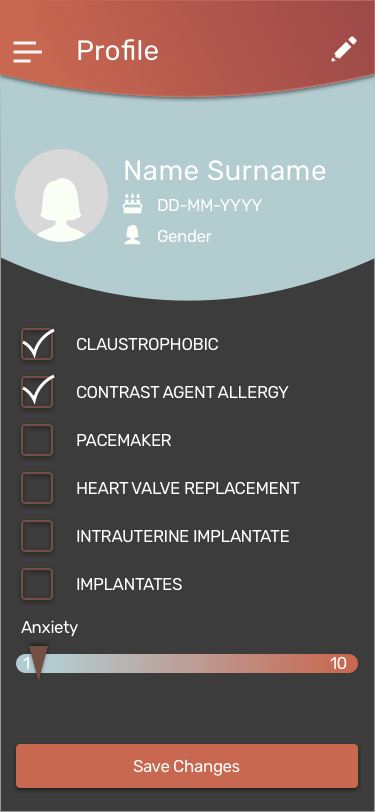 Profile
Name Surname
DD-MM-YYYY
Gender
CLAUSTROPHOBIC
CONTRAST AGENT ALLERGY
PACEMAKER
HEART VALVE REPLACEMENT
INTRAUTERINE IMPLANTATE
IMPLANTATES
Anxiety
1 10
Save Changes